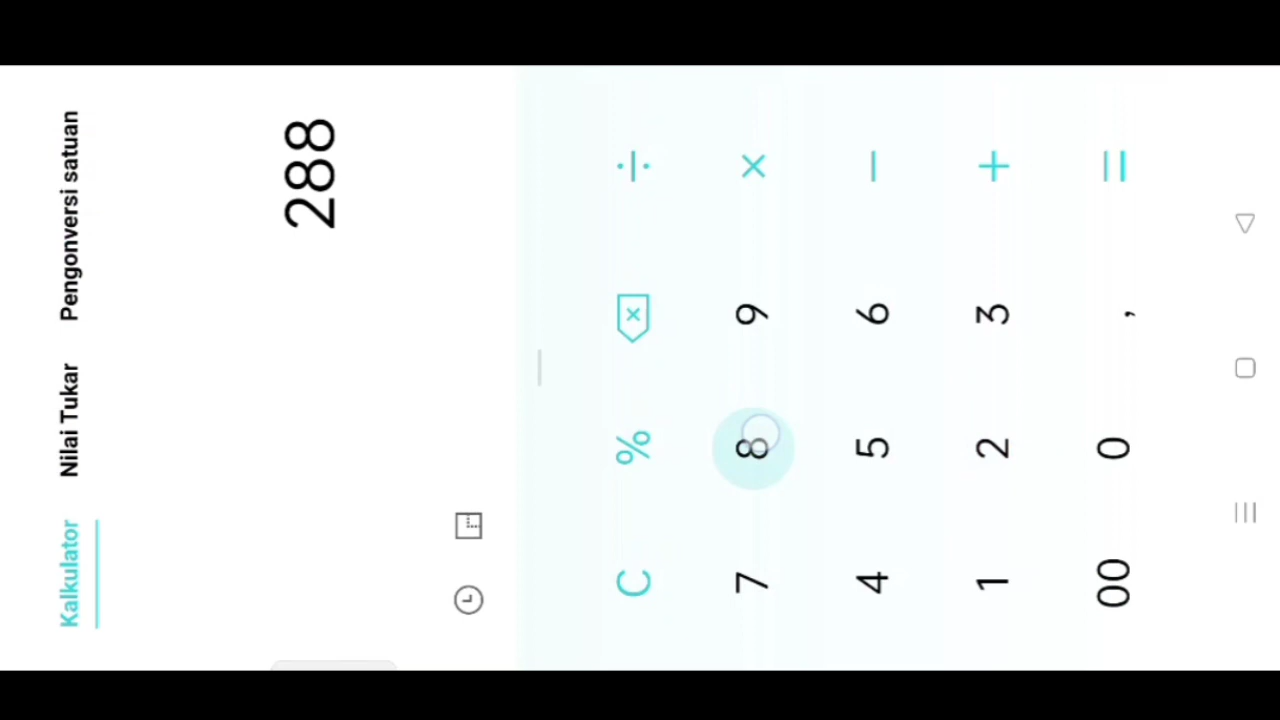 Kalkulator Nilai Tukar Pengonversi satuan
288
C % ÷
7 8 9 ×
4 5 6 −
1 2 3 +
00 0 , =